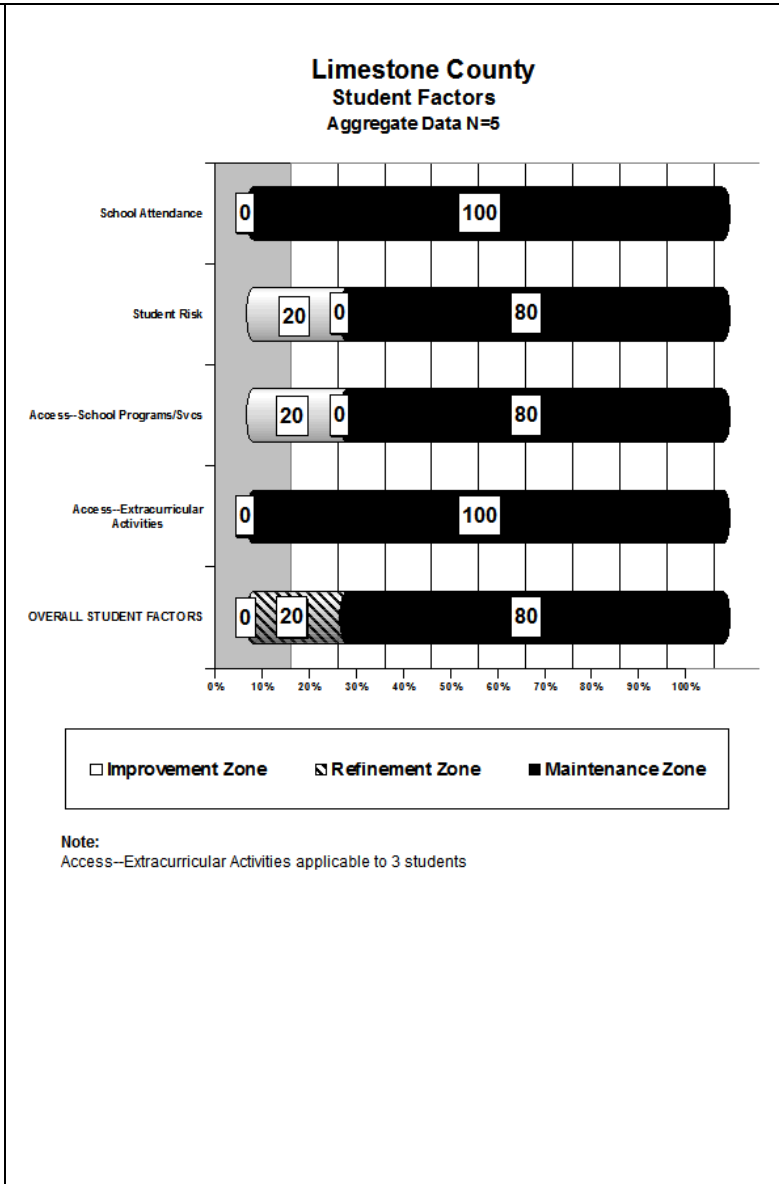 Limestone County
Student Factors
Aggregate Data N=5
School Attendance
0
100
Student Risk
20
0
80
Access--School Programs/Svcs
20
0
80
Access--Extracurricular
Activities
0
100
OVERALL STUDENT FACTORS
0
20
80
0% 10% 20% 30% 40% 50% 60% 70% 80% 90% 100%
Improvement Zone Refinement Zone Maintenance Zone
Note:
Access--Extracurricular Activities applicable to 3 students